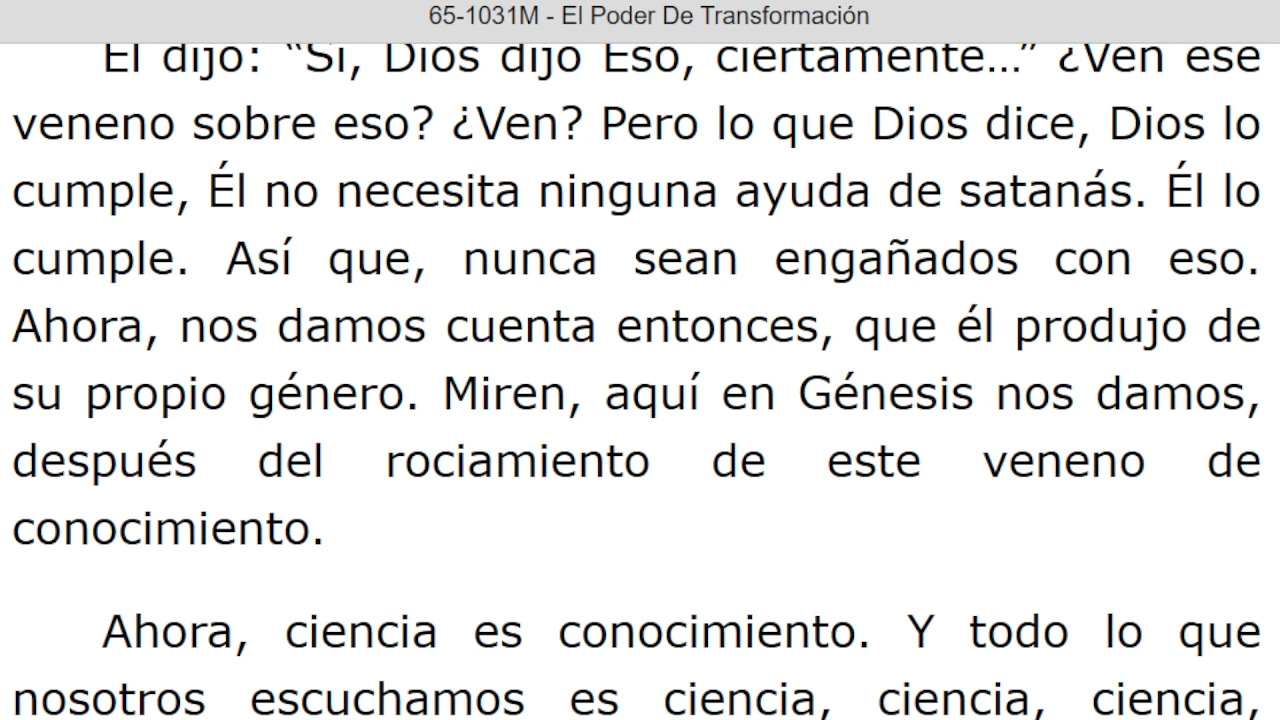 65-1031M - El Poder De Transformación
Él dijo: “Sí, Dios dijo Eso, ciertamente…” ¿Ven ese
veneno sobre eso? ¿Ven? Pero lo que Dios dice, Dios lo
cumple, Él no necesita ninguna ayuda de satanás. Él lo
cumple. Así que, nunca sean engañados con eso.
Ahora, nos damos cuenta entonces, que él produjo de
su propio género. Miren, aquí en Génesis nos damos,
después del rociamiento de este veneno de
conocimiento.
Ahora, ciencia es conocimiento. Y todo lo que
nosotros escuchamos es ciencia, ciencia, ciencia,